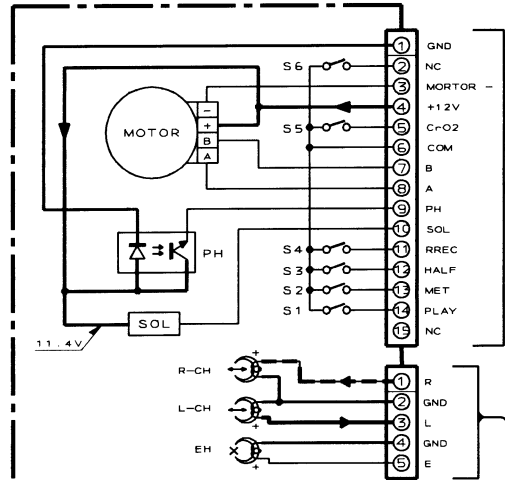 1 GND
S6 2 NC
- 3 MORTOR -
MOTOR + 4 +12V
B S5 5 CrO2
A 6 COM
7 B
8 A
9 PH
10 SOL
PH S4 11 RREC
S3 12 HALF
S2 13 MET
SOL S1 14 PLAY
11.4V 15 NC
R-CH + 1 R
2 GND
L-CH + 3 L
EH + 4 GND
5 E